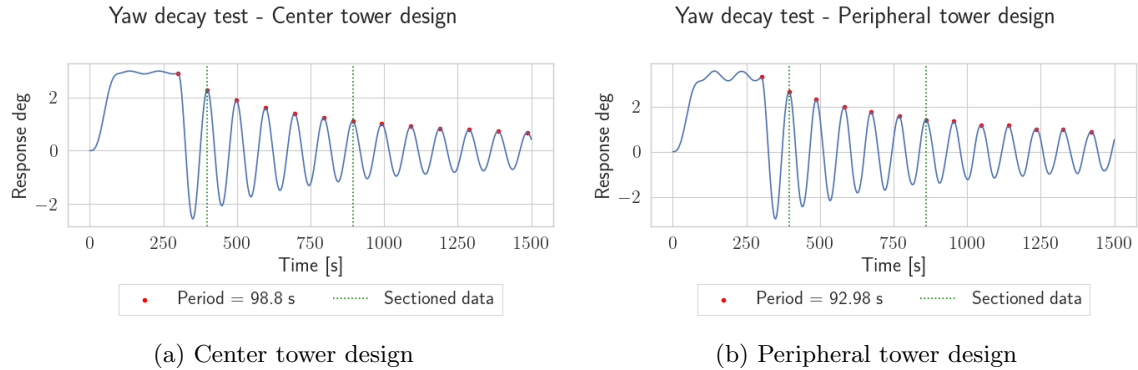 Yaw decay test - Center tower design
Response deg
2
0
−2
0 250 500 750 1000 1250 1500
Time [s]
Period = 98.8 s Sectioned data
(a) Center tower design
Yaw decay test - Peripheral tower design
Response deg
2
0
−2
0 250 500 750 1000 1250 1500
Time [s]
Period = 92.98 s Sectioned data
(b) Peripheral tower design